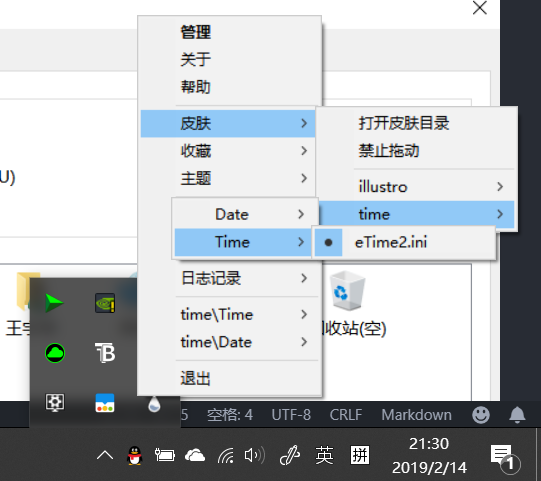 管理
关于
帮助
皮肤
收藏
主题
打开皮肤目录
禁止拖动
illustro
time
Date
Time
eTime2.ini
日志记录
time\Time
time\Date
退出
U)
王
收站(空)
5
空格: 4
UTF-8
CRLF
Markdown
英
拼
21:30
2019/2/14
1